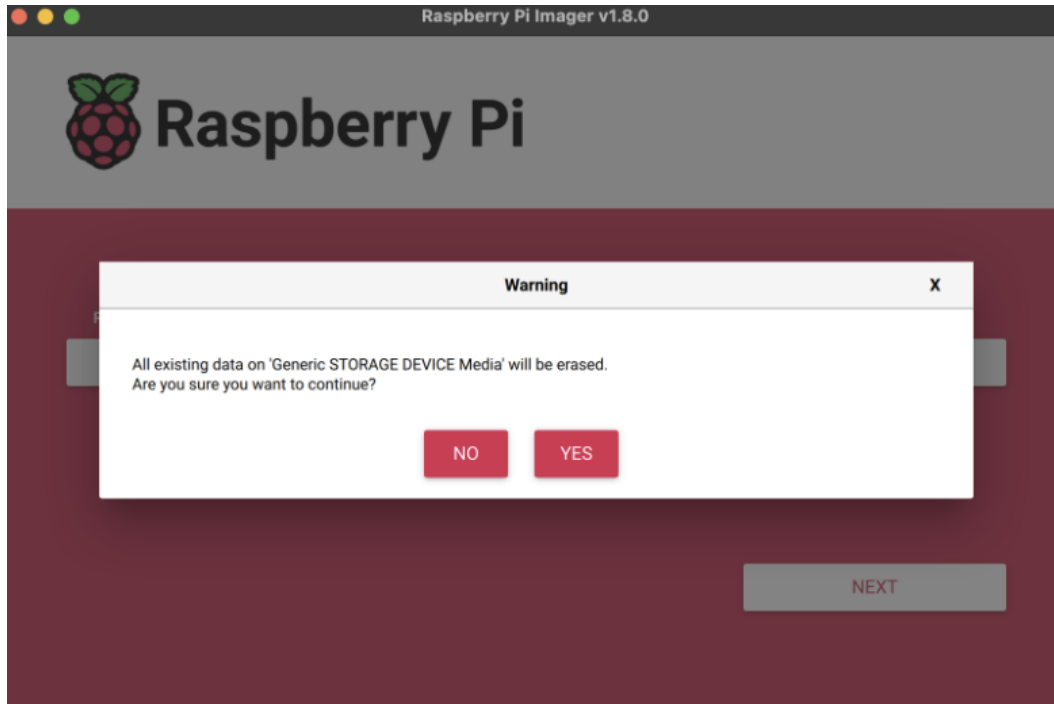 Raspberry Pi Imager v1.8.0
Raspberry Pi
Warning
X
All existing data on 'Generic STORAGE DEVICE Media' will be erased.
Are you sure you want to continue?
NO
YES
NEXT